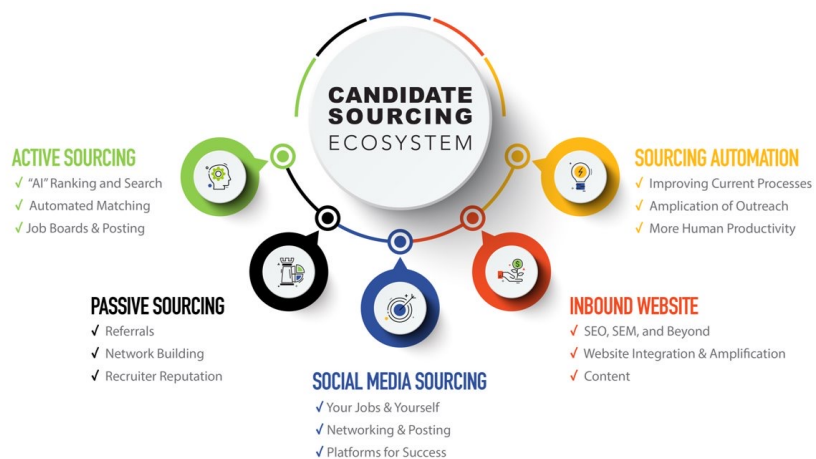 CANDIDATE
SOURCING
ECOSYSTEM
ACTIVE SOURCING
✓ “AI” Ranking and Search
✓ Automated Matching
✓ Job Boards & Posting
PASSIVE SOURCING
✓ Referrals
✓ Network Building
✓ Recruiter Reputation
SOCIAL MEDIA SOURCING
✓ Your Jobs & Yourself
✓ Networking & Posting
✓ Platforms for Success
INBOUND WEBSITE
✓ SEO, SEM, and Beyond
✓ Website Integration & Amplification
✓ Content
SOURCING AUTOMATION
✓ Improving Current Processes
✓ Amplication of Outreach
✓ More Human Productivity